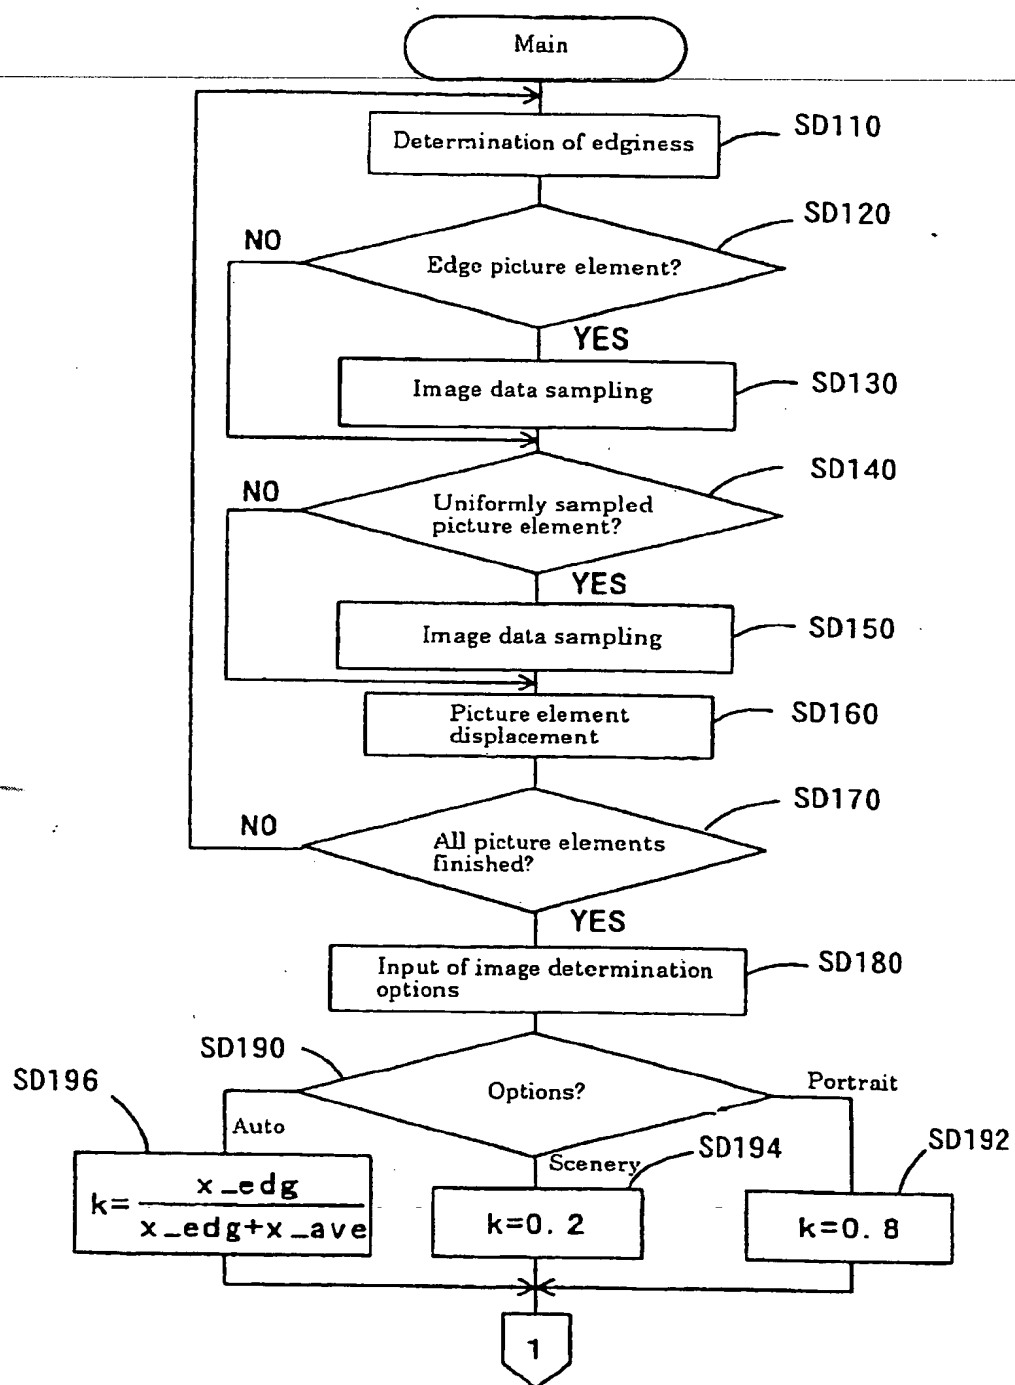 Main
Determination of edginess
SD110
SD120
NO
Edge picture element?
YES
Image data sampling
SD130
SD140
NO
Uniformly sampled
picture element?
YES
Image data sampling
SD150
Picture element
displacement
SD160
SD170
NO
All picture elements
finished?
YES
Input of image determination
options
SD180
SD190
SD196
Options?
Portrait
Auto
Scenery
SD194
SD192
k= x_edg
x_edg+x_ave
k=0.2
k=0.8
1